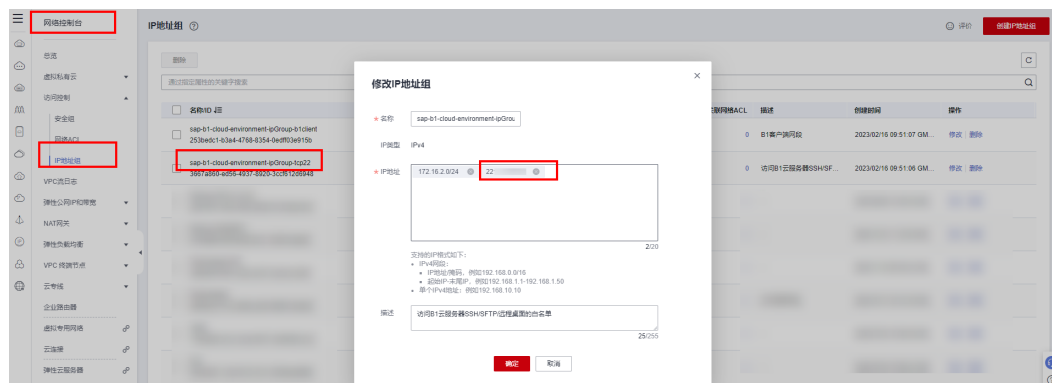 网络控制台
总览
虚拟私有云
访问控制
安全组
网络ACL
IP地址组
VPC流日志
弹性公网IP和带宽
NAT网关
弹性负载均衡
VPC 终端节点
云专线
企业路由器
虚拟专用网络
云连接
弹性云服务器
IP地址组
评价
创建IP地址组
删除
通过指定属性的关键字搜索
名称/ID
关联网络ACL
描述
创建时间
操作
sap-b1-cloud-environment-ipGroup-b1client
253bedc1-b3a4-4768-8354-0edff03e915b
0
B1客户端网段
2023/02/16 09:51:07 GM...
修改
删除
sap-b1-cloud-environment-ipGroup-tcp22
3667a860-ed56-4937-8920-3ccf612d6948
0
访问B1云服务器SSH/SF...
2023/02/16 09:51:06 GM...
修改
删除
修改IP地址组
* 名称
sap-b1-cloud-environment-ipGrou
IP类型
IPv4
* IP地址
172.16.2.0/24
22
2/20
支持的IP格式如下:
• IPv4网段:
• IP地址/掩码, 例如192.168.0.0/16
• 起始IP-末尾IP, 例如192.168.1.1-192.168.1.50
• 单个IPv4地址: 例如192.168.10.10
描述
访问B1云服务器SSH/SFTP/远程桌面的白名单
25/255
确定
取消